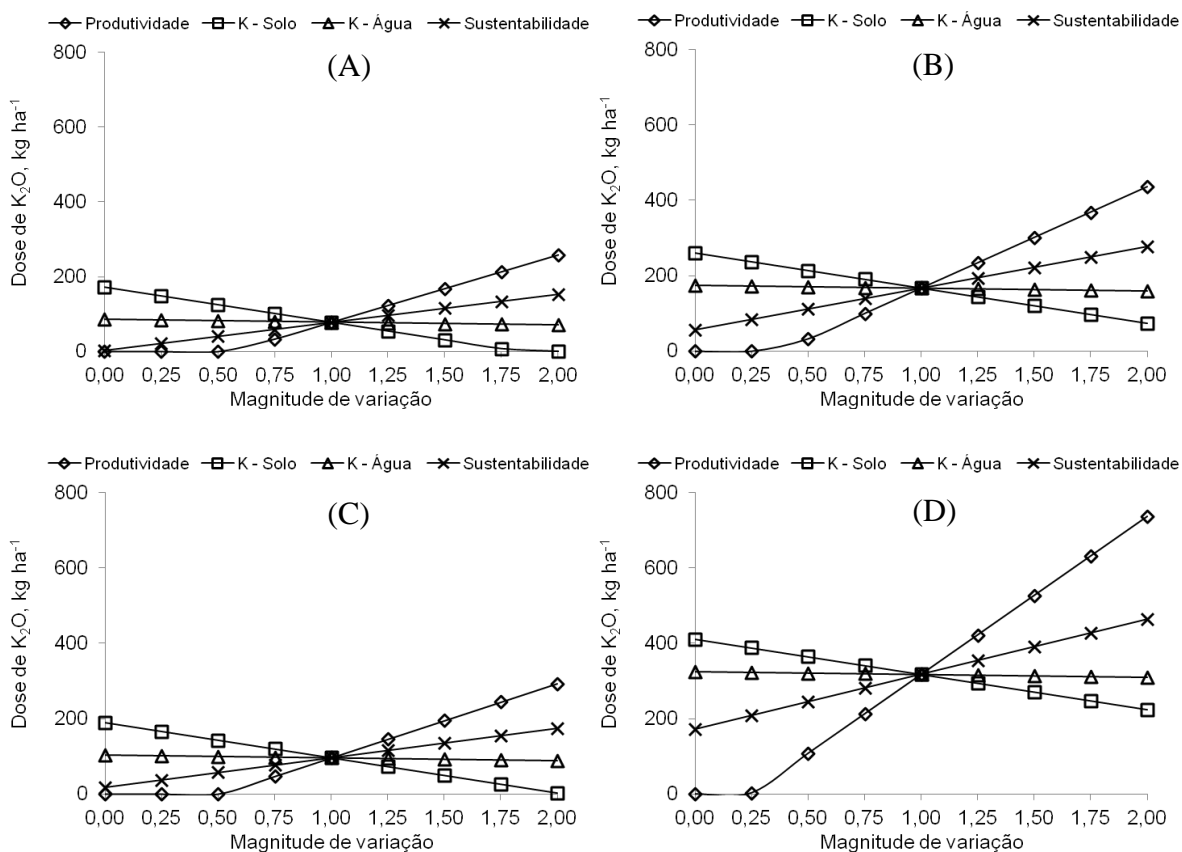 Produtividade K - Solo K - Água Sustentabilidade
(A)
Dose de K₂O, kg ha⁻¹
800
600
400
200
0
0,00 0,25 0,50 0,75 1,00 1,25 1,50 1,75 2,00
Magnitude de variação
Produtividade K - Solo K - Água Sustentabilidade
(B)
Dose de K₂O, kg ha⁻¹
800
600
400
200
0
0,00 0,25 0,50 0,75 1,00 1,25 1,50 1,75 2,00
Magnitude de variação
Produtividade K - Solo K - Água Sustentabilidade
(C)
Dose de K₂O, kg ha⁻¹
800
600
400
200
0
0,00 0,25 0,50 0,75 1,00 1,25 1,50 1,75 2,00
Magnitude de variação
Produtividade K - Solo K - Água Sustentabilidade
(D)
Dose de K₂O, kg ha⁻¹
800
600
400
200
0
0,00 0,25 0,50 0,75 1,00 1,25 1,50 1,75 2,00
Magnitude de variação